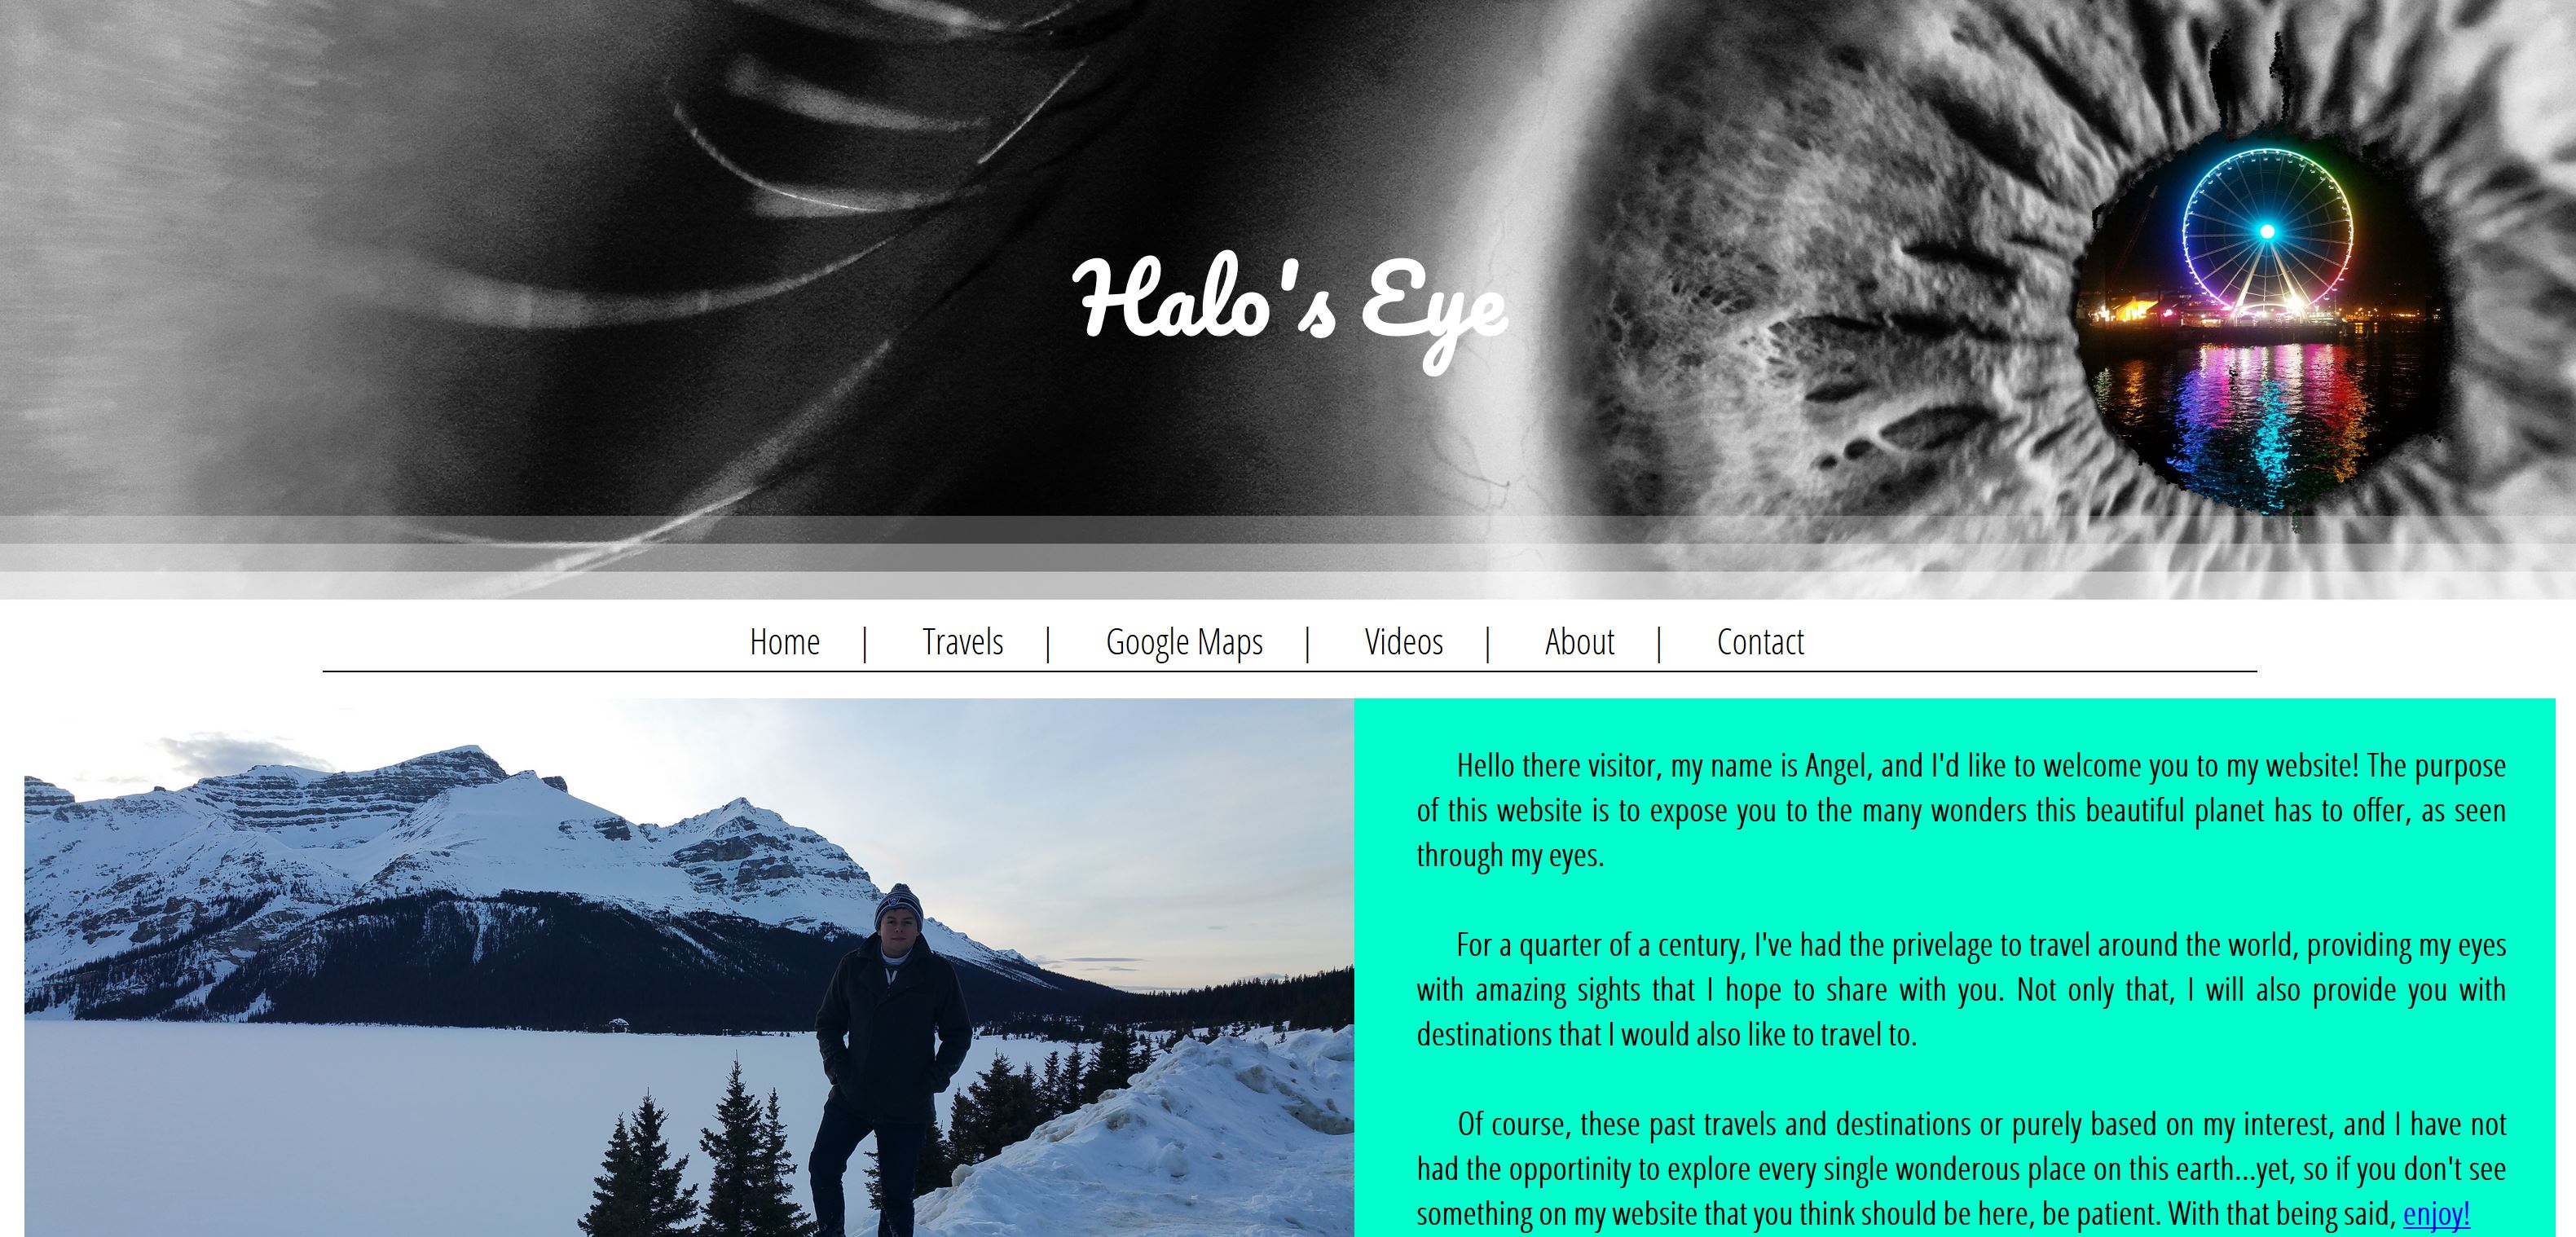 Halo's Eye
Home | Travels | Google Maps | Videos | About | Contact
Hello there visitor, my name is Angel, and I'd like to welcome you to my website! The purpose
of this website is to expose you to the many wonders this beautiful planet has to offer, as seen
through my eyes.
For a quarter of a century, I've had the privelage to travel around the world, providing my eyes
with amazing sights that I hope to share with you. Not only that, I will also provide you with
destinations that I would also like to travel to.
Of course, these past travels and destinations or purely based on my interest, and I have not
had the opportinity to explore every single wonderous place on this earth...yet, so if you don't see
something on my website that you think should be here, be patient. With that being said, enjoy!